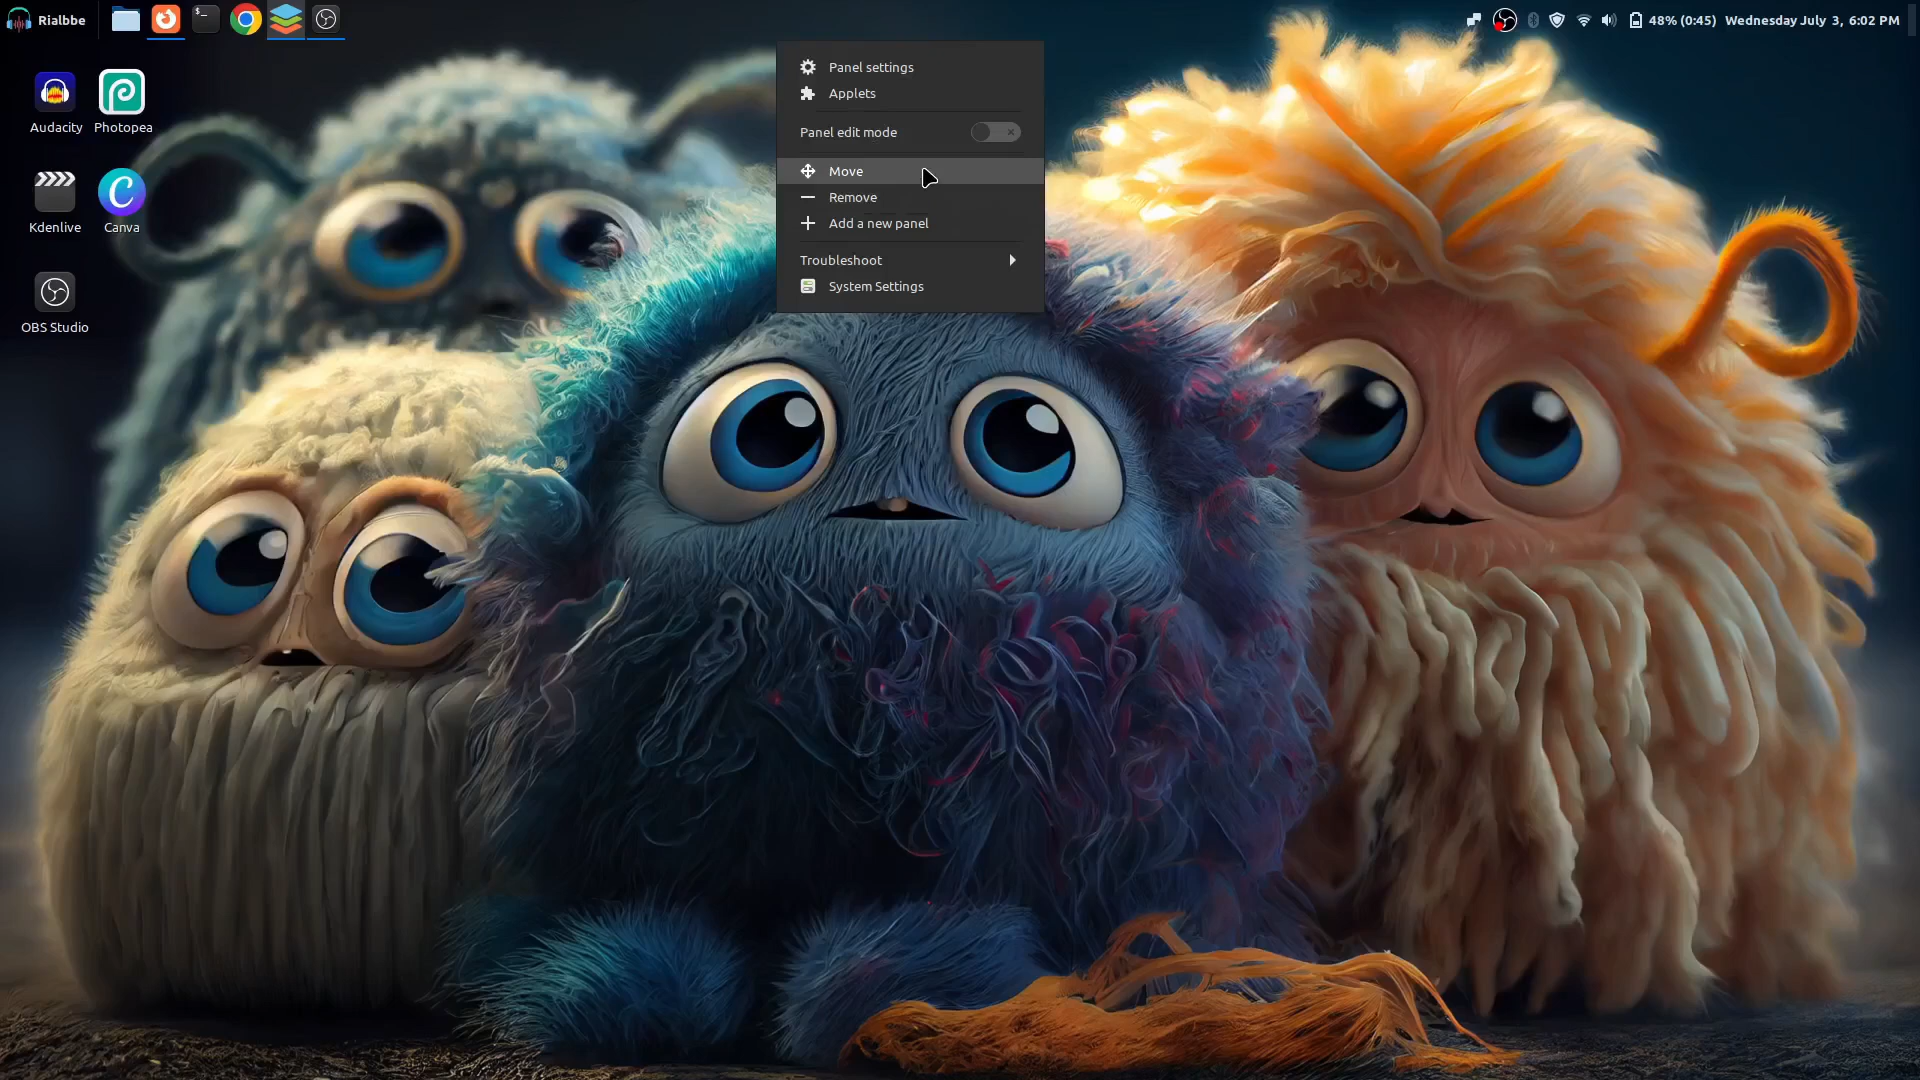 Rialbbe
48% (0:45) Wednesday July 3, 6:02 PM
Audacity
Photopea
Kdenlive
Canva
OBS Studio
Panel settings
Applets
Panel edit mode
Move
Remove
Add a new panel
Troubleshoot
System Settings